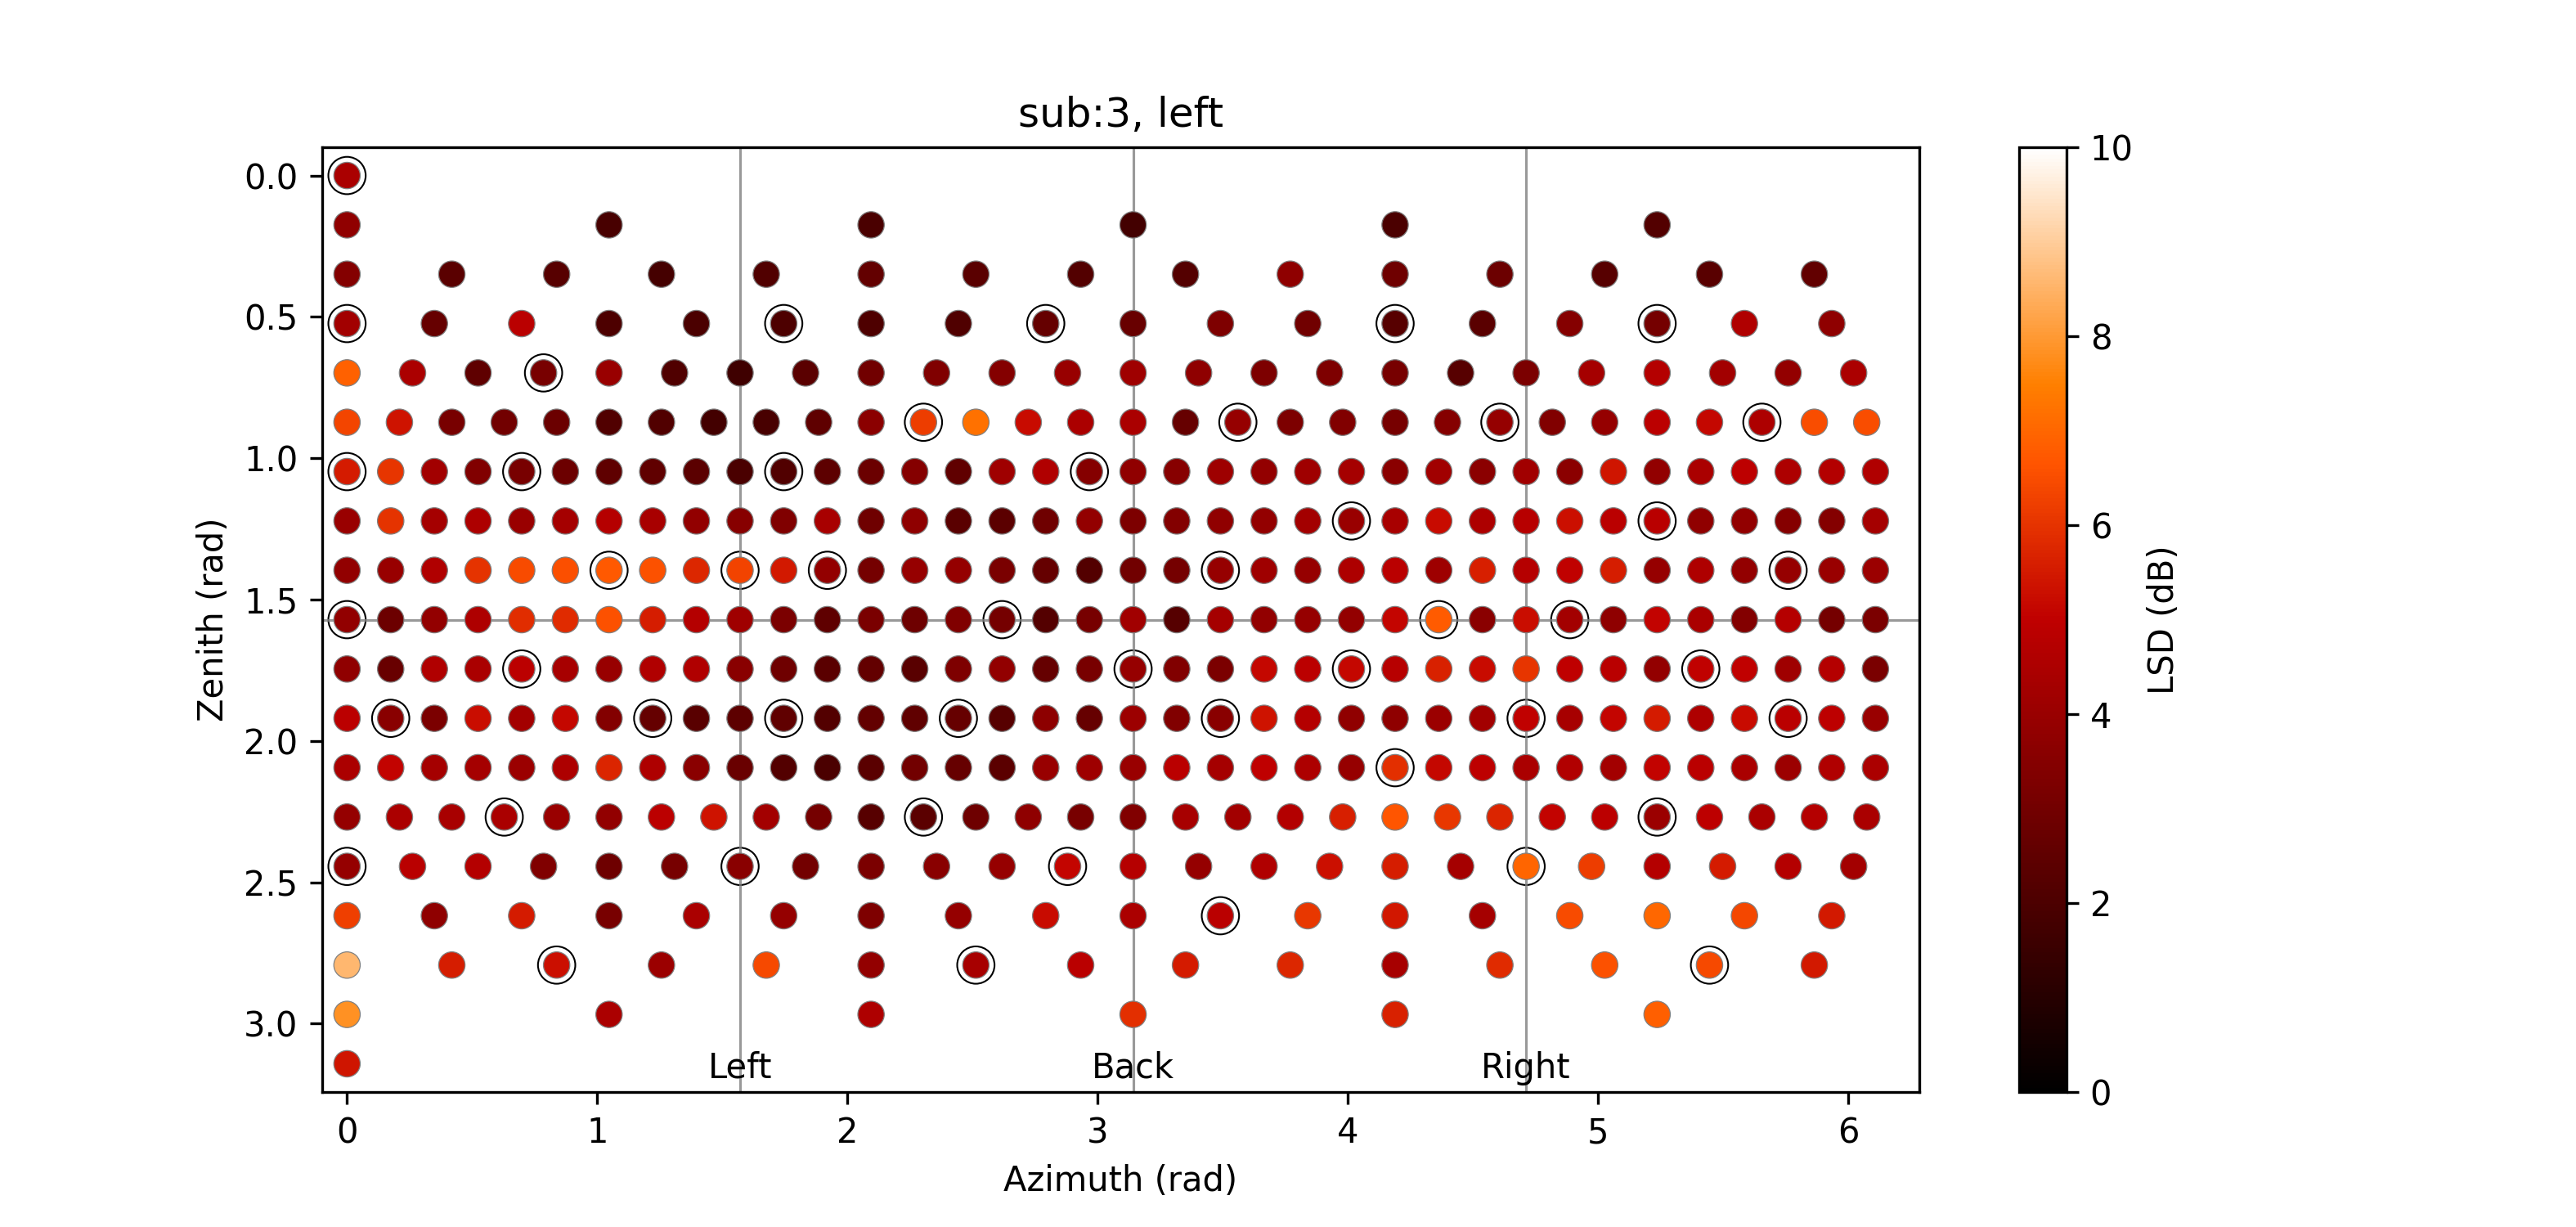 sub:3, left
0.0
0.5
1.0
1.5
2.0
2.5
3.0
Zenith (rad)
Left
Back
Right
0 1 2 3 4 5 6
Azimuth (rad)
10
8
6
4
2
0
LSD (dB)